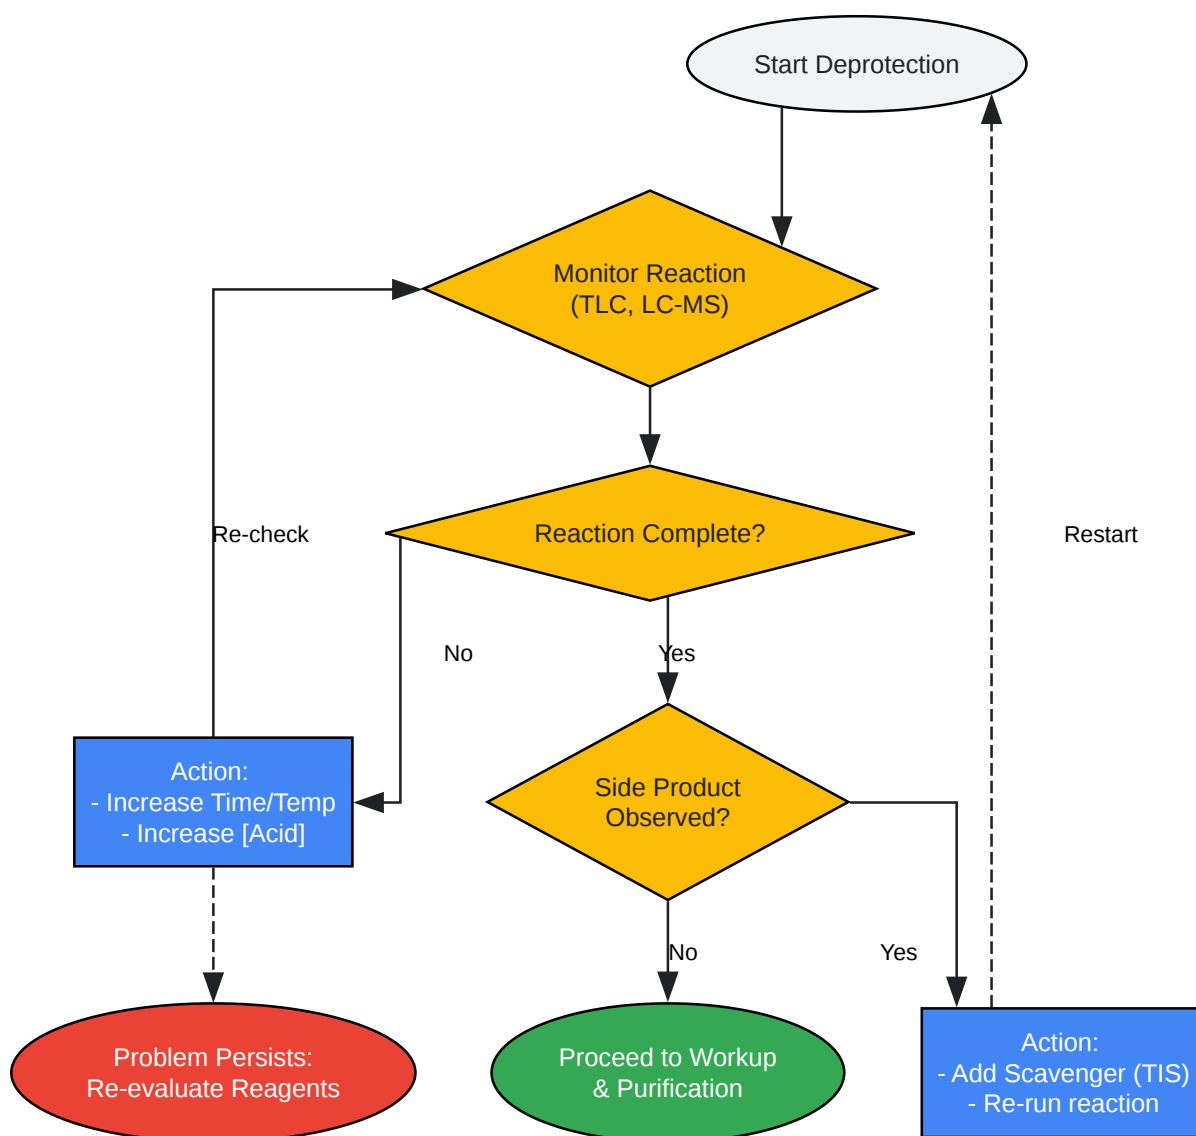 Start Deprotection
Monitor Reaction
(TLC, LC-MS)
Reaction Complete?
Re-check
Restart
No
Yes
Action:
- Increase Time/Temp
- Increase [Acid]
Side Product
Observed?
No
Yes
Problem Persists:
Re-evaluate Reagents
Proceed to Workup
& Purification
Action:
- Add Scavenger (TIS)
- Re-run reaction